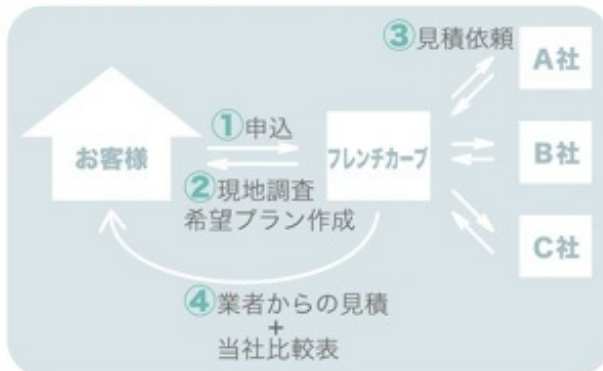 ③見積依頼
A社
お客様
①申込
フレンチカーブ
B社
②現地調査
希望プラン作成
C社
④業者からの見積
+
当社比較表